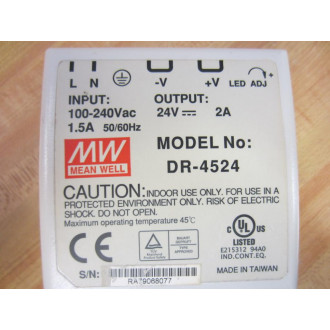 L N -V +V LED ADJ
INPUT: OUTPUT:
100-240Vac 24V 2A
1.5A 50/60Hz
MW
MEAN WELL
MODEL No:
DR-4524
CAUTION: INDOOR USE ONLY. FOR USE IN A
PROTECTED ENVIRONMENT ONLY. RISK OF ELECTRIC
SHOCK. DO NOT OPEN.
Maximum operating temperature 45℃
C UL US
LISTED
E215312 94A0
IND.CONT.EQ.
S/N: RA79068077
MADE IN TAIWAN